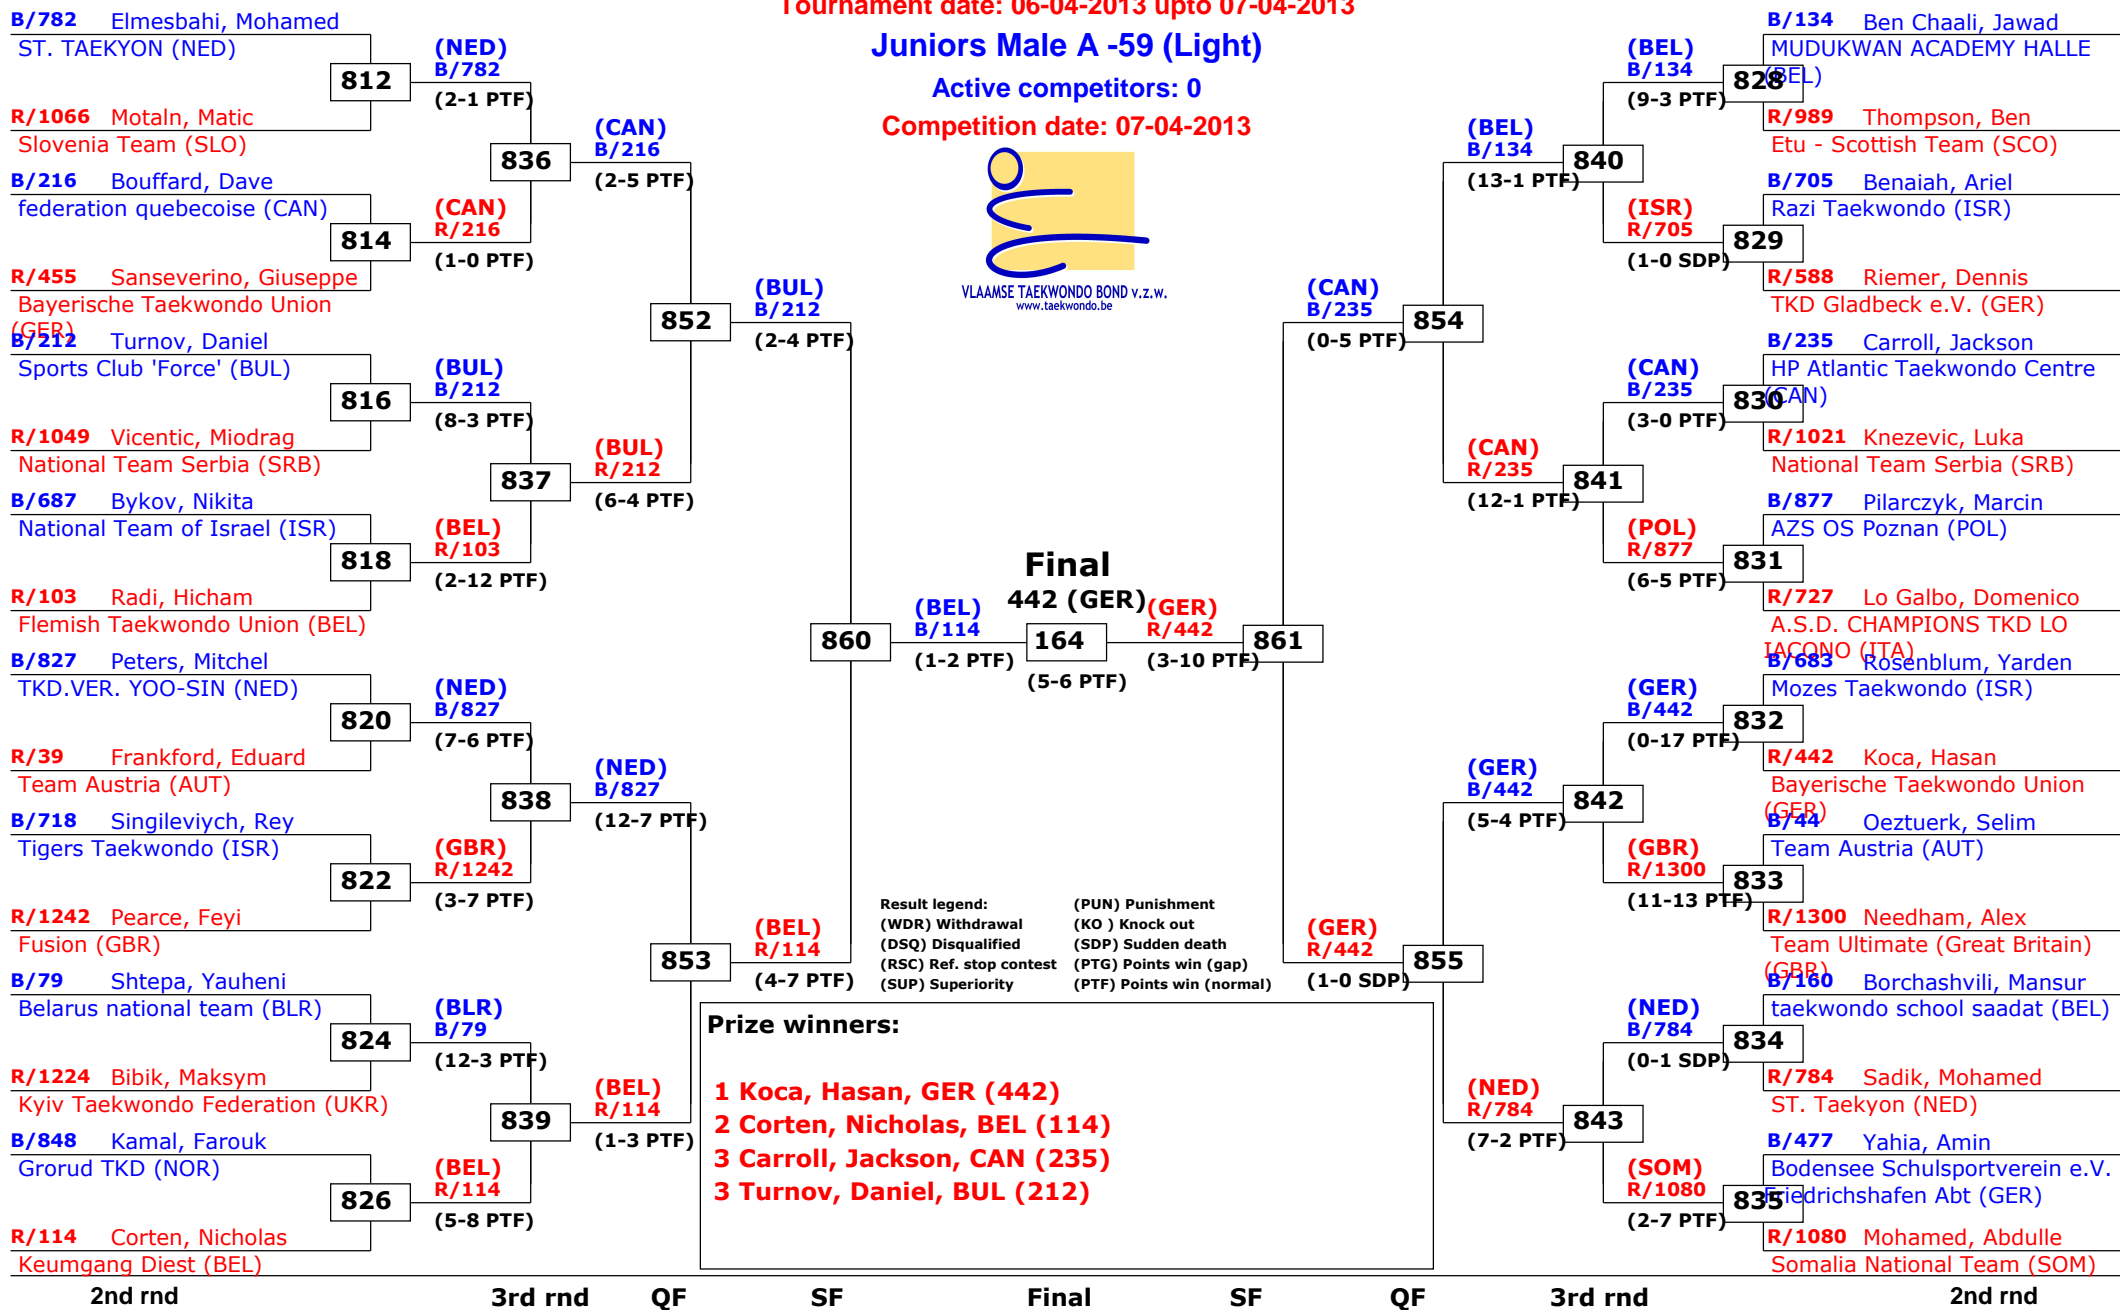 Tournament date: 06-04-2013 upto 07-04-2013
Juniors Male A -59 (Light)
Active competitors: 0
Competition date: 07-04-2013
VLAAMSE TAEKWONDO BOND v.z.w.
www.taekwondo.be
B/782 Elmesbahi, Mohamed
ST. TAEKYON (NED)
812
R/1066 Motaln, Matic
Slovenia Team (SLO)
B/216 Bouffard, Dave
federation quebecoise (CAN)
814
R/455 Sanseverino, Giuseppe
Bayerische Taekwondo Union
(GER)
B/212 Turnov, Daniel
Sports Club 'Force' (BUL)
816
R/1049 Vicentic, Miodrag
National Team Serbia (SRB)
B/687 Bykov, Nikita
National Team of Israel (ISR)
818
R/103 Radi, Hicham
Flemish Taekwondo Union (BEL)
B/827 Peters, Mitchel
TKD.VER. YOO-SIN (NED)
820
R/39 Frankford, Eduard
Team Austria (AUT)
B/718 Singileviych, Rey
Tigers Taekwondo (ISR)
822
R/1242 Pearce, Feyi
Fusion (GBR)
B/79 Shtepa, Yauheni
Belarus national team (BLR)
824
R/1224 Bibik, Maksym
Kyiv Taekwondo Federation (UKR)
B/848 Kamal, Farouk
Grorud TKD (NOR)
826
R/114 Corten, Nicholas
Keumgang Diest (BEL)
(NED)
B/782
(2-1 PTF)
836
(CAN)
R/216
(1-0 PTF)
(BUL)
B/212
(8-3 PTF)
837
(BEL)
R/103
(2-12 PTF)
(NED)
B/827
(7-6 PTF)
838
(GBR)
R/1242
(3-7 PTF)
(BLR)
B/79
(12-3 PTF)
839
(BEL)
R/114
(5-8 PTF)
(CAN)
B/216
(2-5 PTF)
852
(BUL)
R/212
(6-4 PTF)
(NED)
B/827
(12-7 PTF)
853
(BEL)
R/114
(1-3 PTF)
(BUL)
B/212
(2-4 PTF)
860
(BEL)
R/114
(4-7 PTF)
(BEL)
B/114
(1-2 PTF)
Final
442 (GER)
164
(5-6 PTF)
(GER)
R/442
(3-10 PTF)
861
(CAN)
B/235
(0-5 PTF)
854
(GER)
R/442
(1-0 SDP)
855
(BEL)
B/134
(13-1 PTF)
840
(CAN)
R/235
(12-1 PTF)
841
(GER)
B/442
(5-4 PTF)
842
(NED)
R/784
(7-2 PTF)
843
(BEL)
B/134
(9-3 PTF)
(ISR)
R/705
(1-0 SDP)
(CAN)
B/235
(3-0 PTF)
(POL)
R/877
(6-5 PTF)
(GER)
B/442
(0-17 PTF)
(GBR)
R/1300
(11-13 PTF)
(NED)
B/784
(0-1 SDP)
(SOM)
R/1080
(2-7 PTF)
B/134 Ben Chaali, Jawad
MUDUKWAN ACADEMY HALLE
(BEL)
828
R/989 Thompson, Ben
Etu - Scottish Team (SCO)
B/705 Benaiah, Ariel
Razi Taekwondo (ISR)
829
R/588 Riemer, Dennis
TKD Gladbeck e.V. (GER)
B/235 Carroll, Jackson
HP Atlantic Taekwondo Centre
(CAN)
830
R/1021 Knezevic, Luka
National Team Serbia (SRB)
B/877 Pilarczyk, Marcin
AZS OS Poznan (POL)
831
R/727 Lo Galbo, Domenico
A.S.D. CHAMPIONS TKD LO
IACONO (ITA)
B/683 Rosenblum, Yarden
Mozes Taekwondo (ISR)
832
R/442 Koca, Hasan
Bayerische Taekwondo Union
(GER)
B/44 Oeztuerk, Selim
Team Austria (AUT)
833
R/1300 Needham, Alex
Team Ultimate (Great Britain)
(GBR)
B/160 Borchashvili, Mansur
taekwondo school saadat (BEL)
834
R/784 Sadik, Mohamed
ST. Taekyon (NED)
B/477 Yahia, Amin
Bodensee Schulsportverein e.V.
Friedrichshafen Abt (GER)
835
R/1080 Mohamed, Abdulle
Somalia National Team (SOM)
Result legend: (PUN) Punishment
(WDR) Withdrawal (KO ) Knock out
(DSQ) Disqualified (SDP) Sudden death
(RSC) Ref. stop contest (PTG) Points win (gap)
(SUP) Superiority (PTF) Points win (normal)
Prize winners:
1 Koca, Hasan, GER (442)
2 Corten, Nicholas, BEL (114)
3 Carroll, Jackson, CAN (235)
3 Turnov, Daniel, BUL (212)
2nd rnd 3rd rnd QF SF Final SF QF 3rd rnd 2nd rnd